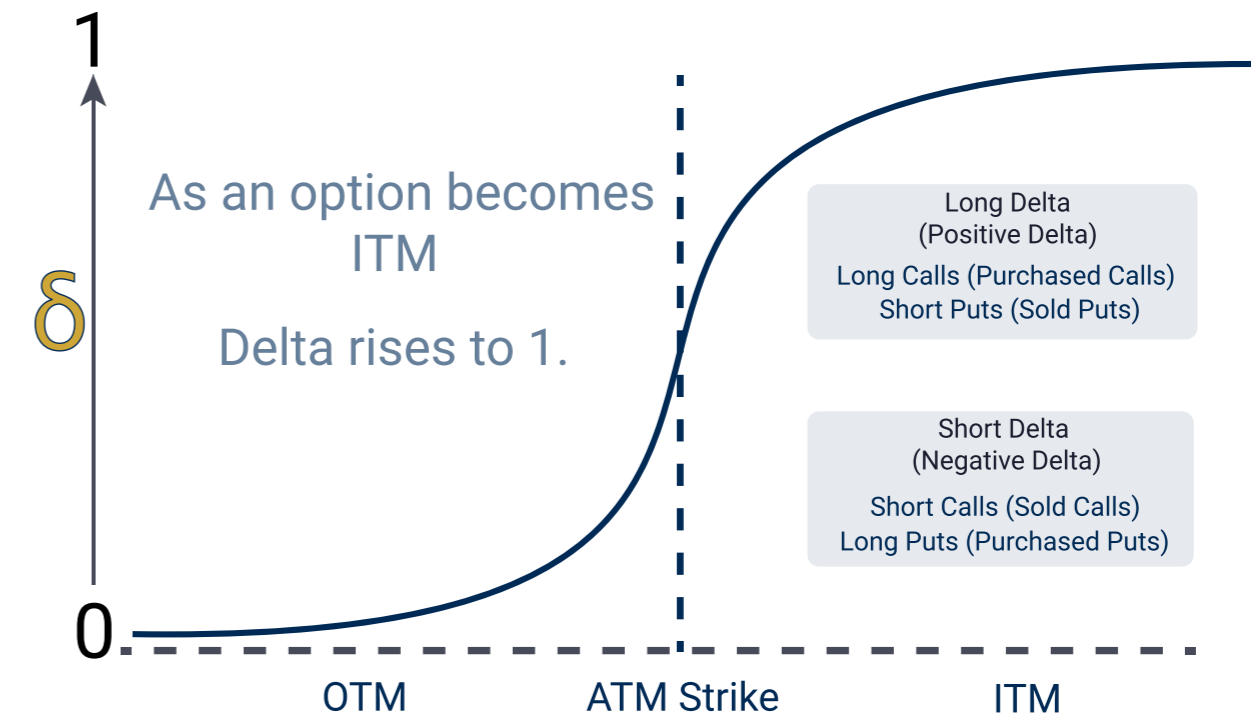 1
As an option becomes
ITM
Delta rises to 1.
δ
Long Delta
(Positive Delta)
Long Calls (Purchased Calls)
Short Puts (Sold Puts)
Short Delta
(Negative Delta)
Short Calls (Sold Calls)
Long Puts (Purchased Puts)
0
OTM
ATM Strike
ITM